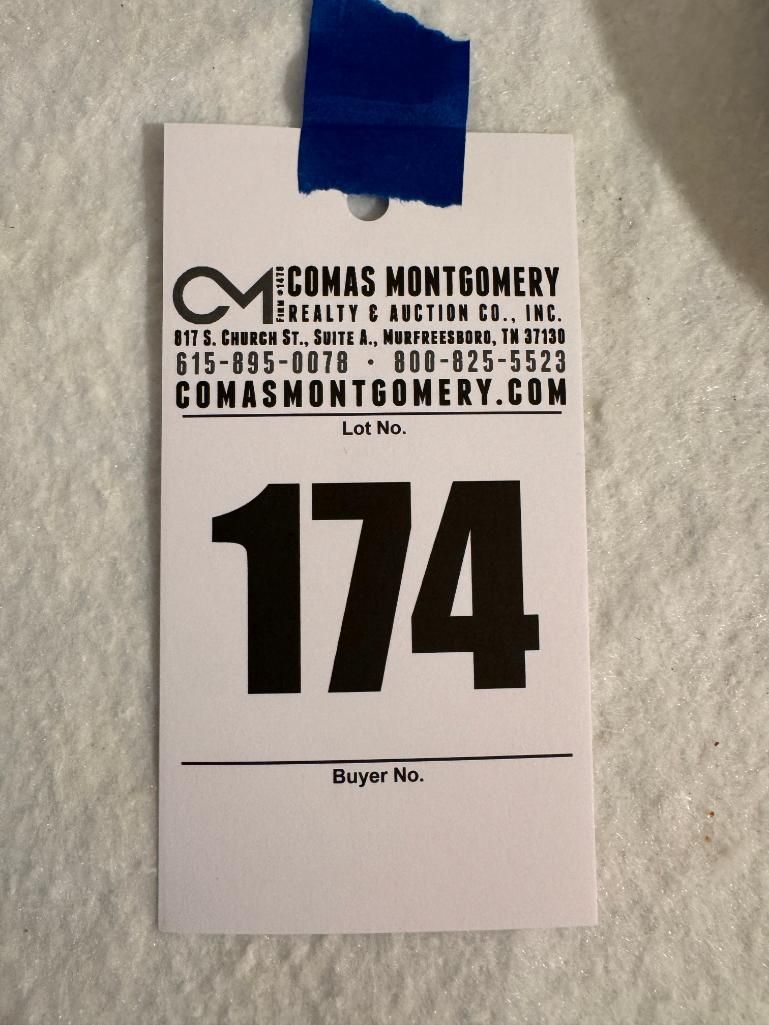 CM FIRM #1478 COMAS MONTGOMERY
REALTY & AUCTION CO., INC.
817 S. CHURCH ST., SUITE A., MURFREESBORO, TN 37130
615-895-0078 · 800-825-5523
COMASMONTGOMERY.COM
Lot No.
174
Buyer No.